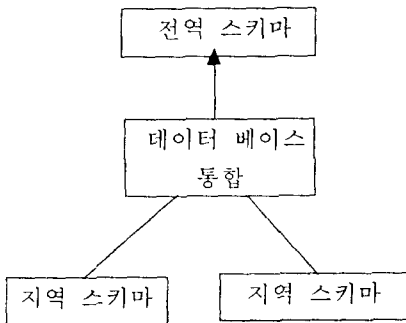 전역 스키마
데이터 베이스
통합
지역 스키마
지역 스키마